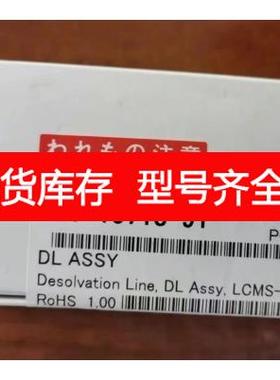 われもの注意
货库存 型号齐全
P
DL ASSY
Desolvation Line, DL Assy, LCMS-
RoHS 1.00